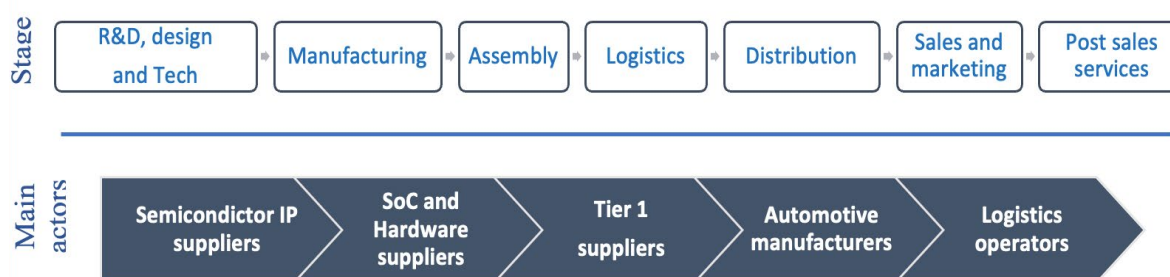 Stage
R&D, design
and Tech
Manufacturing
Assembly
Logistics
Distribution
Sales and
marketing
Post sales
services
Main
actors
Semicondictor IP
suppliers
SoC and
Hardware
suppliers
Tier 1
suppliers
Automotive
manufacturers
Logistics
operators